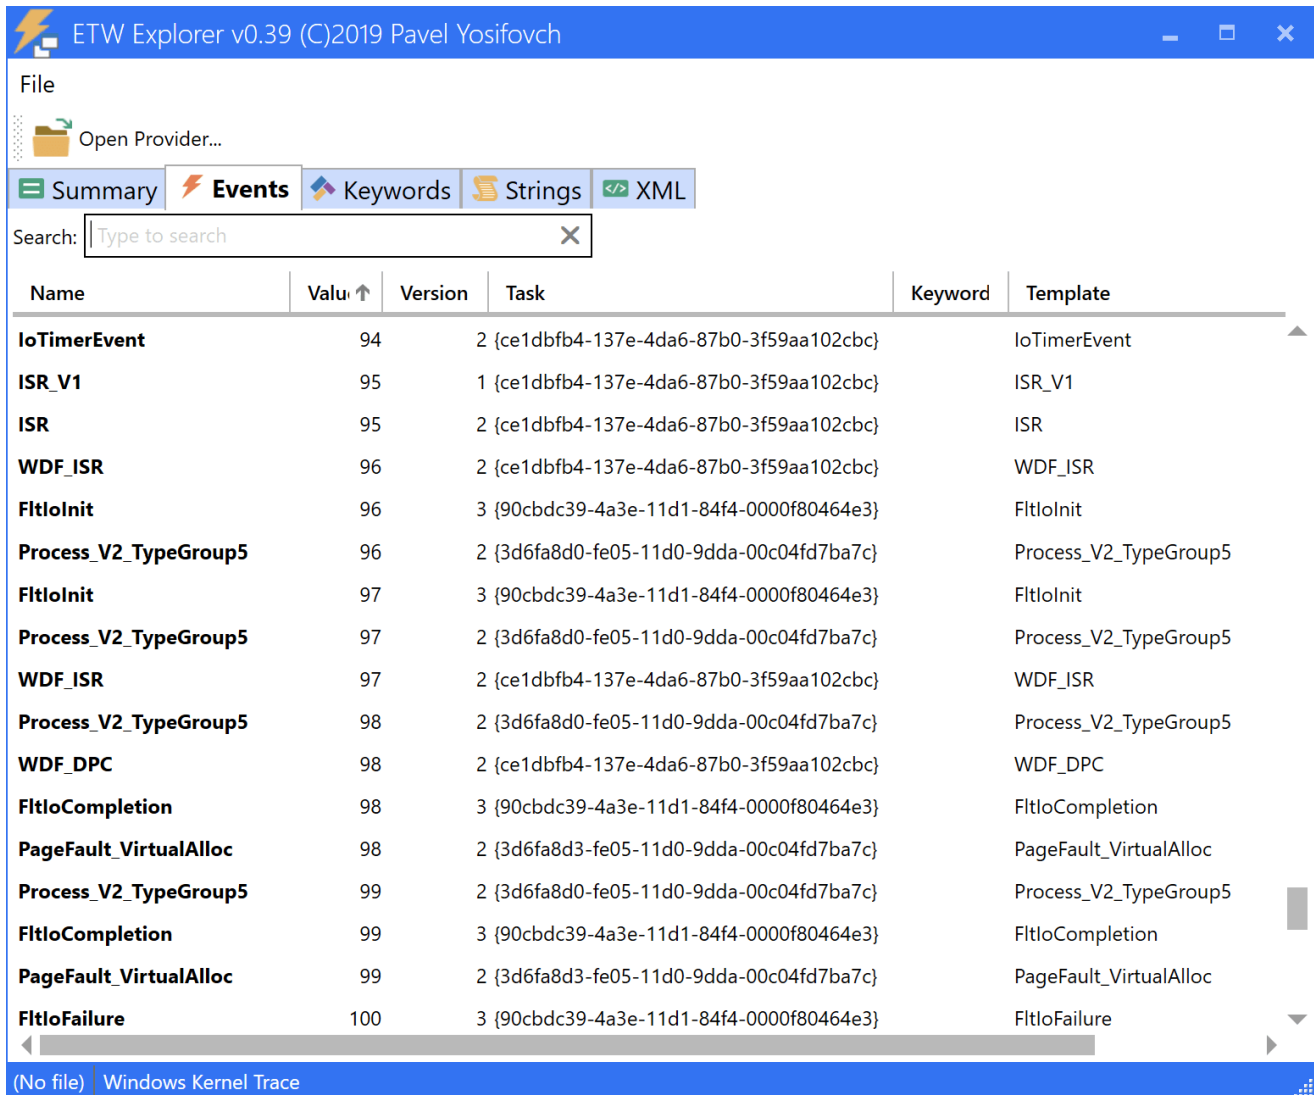 ETW Explorer v0.39 (C)2019 Pavel Yosifovch
File
Open Provider...
Summary Events Keywords Strings XML
Search: Type to search
Name Valu Version Task Keyword Template
IoTimerEvent 94 2 {ce1dbfb4-137e-4da6-87b0-3f59aa102cbc} IoTimerEvent
ISR_V1 95 1 {ce1dbfb4-137e-4da6-87b0-3f59aa102cbc} ISR_V1
ISR 95 2 {ce1dbfb4-137e-4da6-87b0-3f59aa102cbc} ISR
WDF_ISR 96 2 {ce1dbfb4-137e-4da6-87b0-3f59aa102cbc} WDF_ISR
FltIoInit 96 3 {90cbdc39-4a3e-11d1-84f4-0000f80464e3} FltIoInit
Process_V2_TypeGroup5 96 2 {3d6fa8d0-fe05-11d0-9dda-00c04fd7ba7c} Process_V2_TypeGroup5
FltIoInit 97 3 {90cbdc39-4a3e-11d1-84f4-0000f80464e3} FltIoInit
Process_V2_TypeGroup5 97 2 {3d6fa8d0-fe05-11d0-9dda-00c04fd7ba7c} Process_V2_TypeGroup5
WDF_ISR 97 2 {ce1dbfb4-137e-4da6-87b0-3f59aa102cbc} WDF_ISR
Process_V2_TypeGroup5 98 2 {3d6fa8d0-fe05-11d0-9dda-00c04fd7ba7c} Process_V2_TypeGroup5
WDF_DPC 98 2 {ce1dbfb4-137e-4da6-87b0-3f59aa102cbc} WDF_DPC
FltIoCompletion 98 3 {90cbdc39-4a3e-11d1-84f4-0000f80464e3} FltIoCompletion
PageFault_VirtualAlloc 98 2 {3d6fa8d3-fe05-11d0-9dda-00c04fd7ba7c} PageFault_VirtualAlloc
Process_V2_TypeGroup5 99 2 {3d6fa8d0-fe05-11d0-9dda-00c04fd7ba7c} Process_V2_TypeGroup5
FltIoCompletion 99 3 {90cbdc39-4a3e-11d1-84f4-0000f80464e3} FltIoCompletion
PageFault_VirtualAlloc 99 2 {3d6fa8d3-fe05-11d0-9dda-00c04fd7ba7c} PageFault_VirtualAlloc
FltIoFailure 100 3 {90cbdc39-4a3e-11d1-84f4-0000f80464e3} FltIoFailure
(No file) Windows Kernel Trace